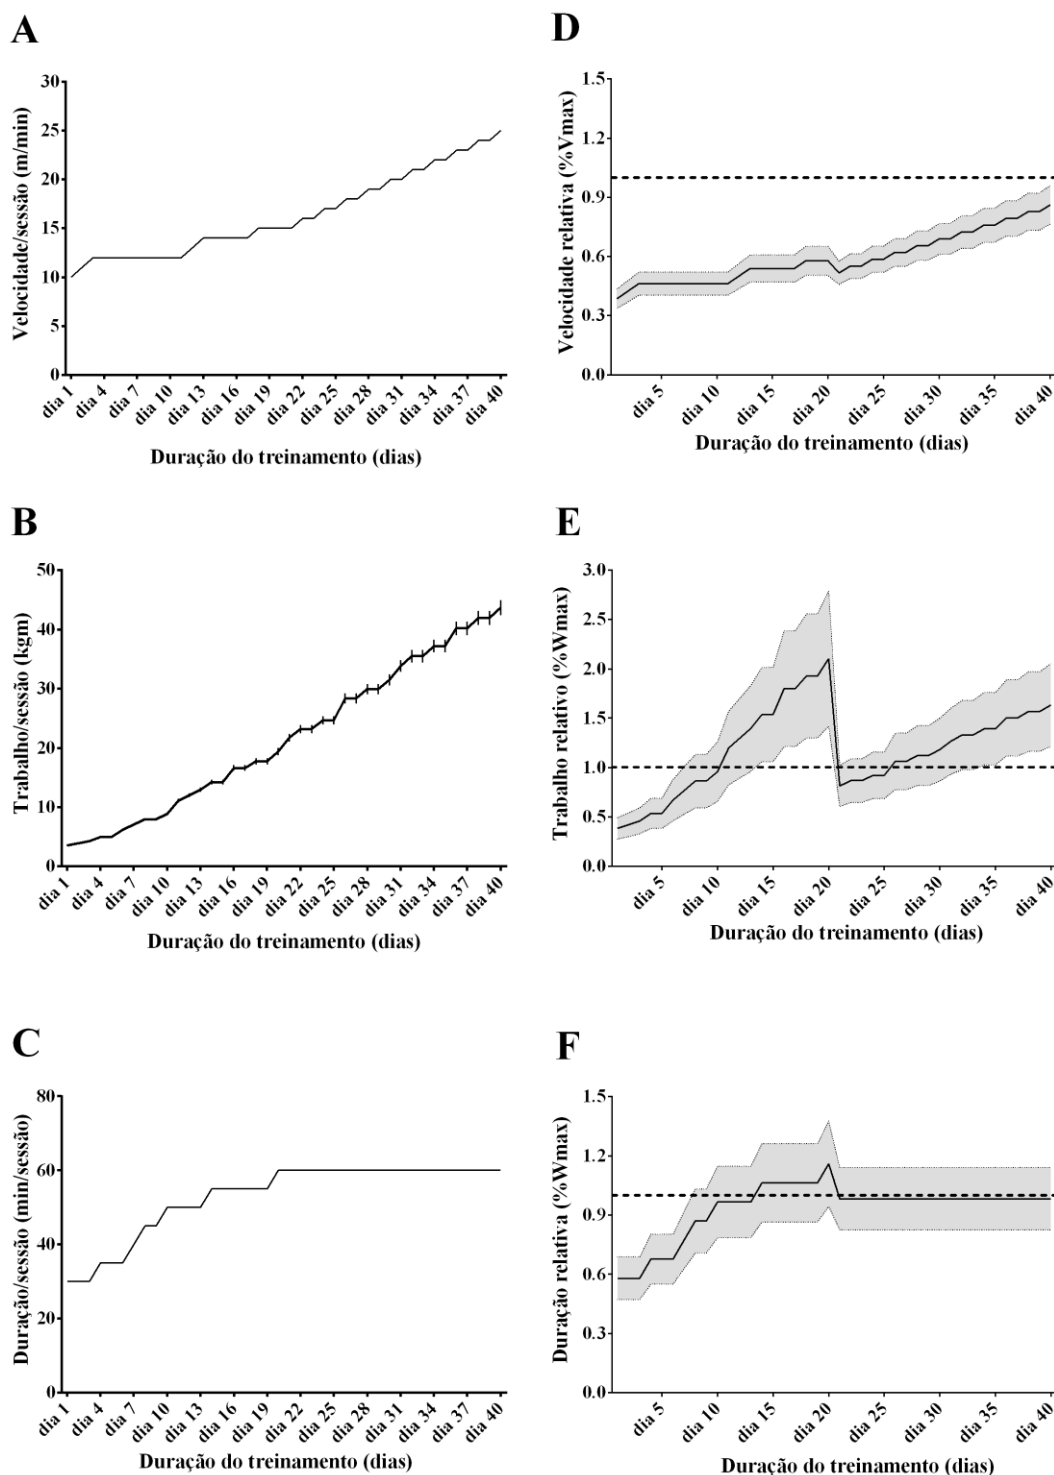 A
Velocidade/sessão (m/min)
30
25
20
15
10
5
0
dia 1
dia 4
dia 7
dia 10
dia 13
dia 16
dia 19
dia 22
dia 25
dia 28
dia 31
dia 34
dia 37
dia 40
Duração do treinamento (dias)
D
Velocidade relativa (%Vmax)
1.5
1.2
0.9
0.6
0.3
0.0
dia 5
dia 10
dia 15
dia 20
dia 25
dia 30
dia 35
dia 40
Duração do treinamento (dias)
B
Trabalho/sessão (kgm)
50
40
30
20
10
0
dia 1
dia 4
dia 7
dia 10
dia 13
dia 16
dia 19
dia 22
dia 25
dia 28
dia 31
dia 34
dia 37
dia 40
Duração do treinamento (dias)
E
Trabalho relativo (%Wmax)
3.0
2.5
2.0
1.5
1.0
0.5
0.0
dia 5
dia 10
dia 15
dia 20
dia 25
dia 30
dia 35
dia 40
Duração do treinamento (dias)
C
Duração/sessão (min/sessão)
80
60
40
20
0
dia 1
dia 4
dia 7
dia 10
dia 13
dia 16
dia 19
dia 22
dia 25
dia 28
dia 31
dia 34
dia 37
dia 40
Duração do treinamento (dias)
F
Duração relativa (%Wmax)
1.5
1.2
0.9
0.6
0.3
0.0
dia 5
dia 10
dia 15
dia 20
dia 25
dia 30
dia 35
dia 40
Duração do treinamento (dias)